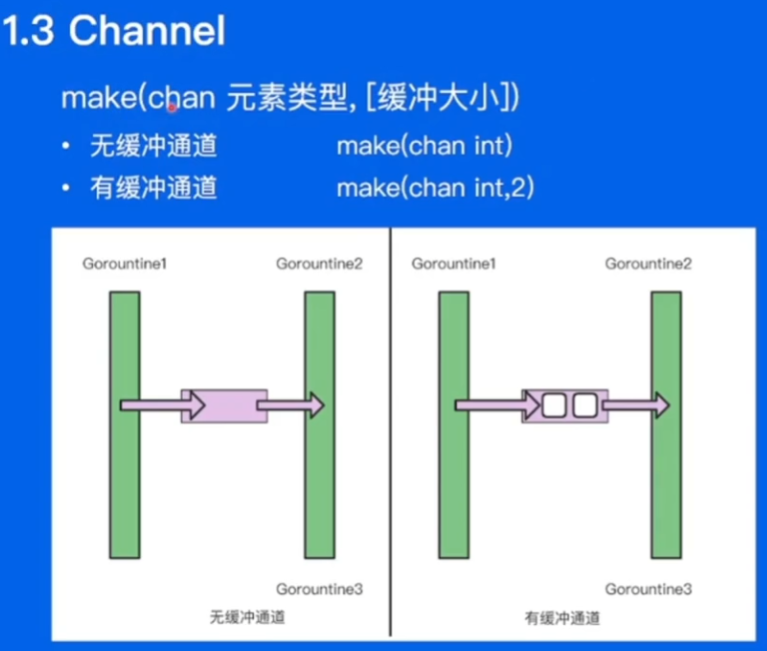 1.3 Channel
make(chan 元素类型, [缓冲大小])
• 无缓冲通道 make(chan int)
• 有缓冲通道 make(chan int,2)
Gorountine1 Gorountine2 Gorountine1 Gorountine2
Gorountine3 Gorountine3
无缓冲通道 有缓冲通道